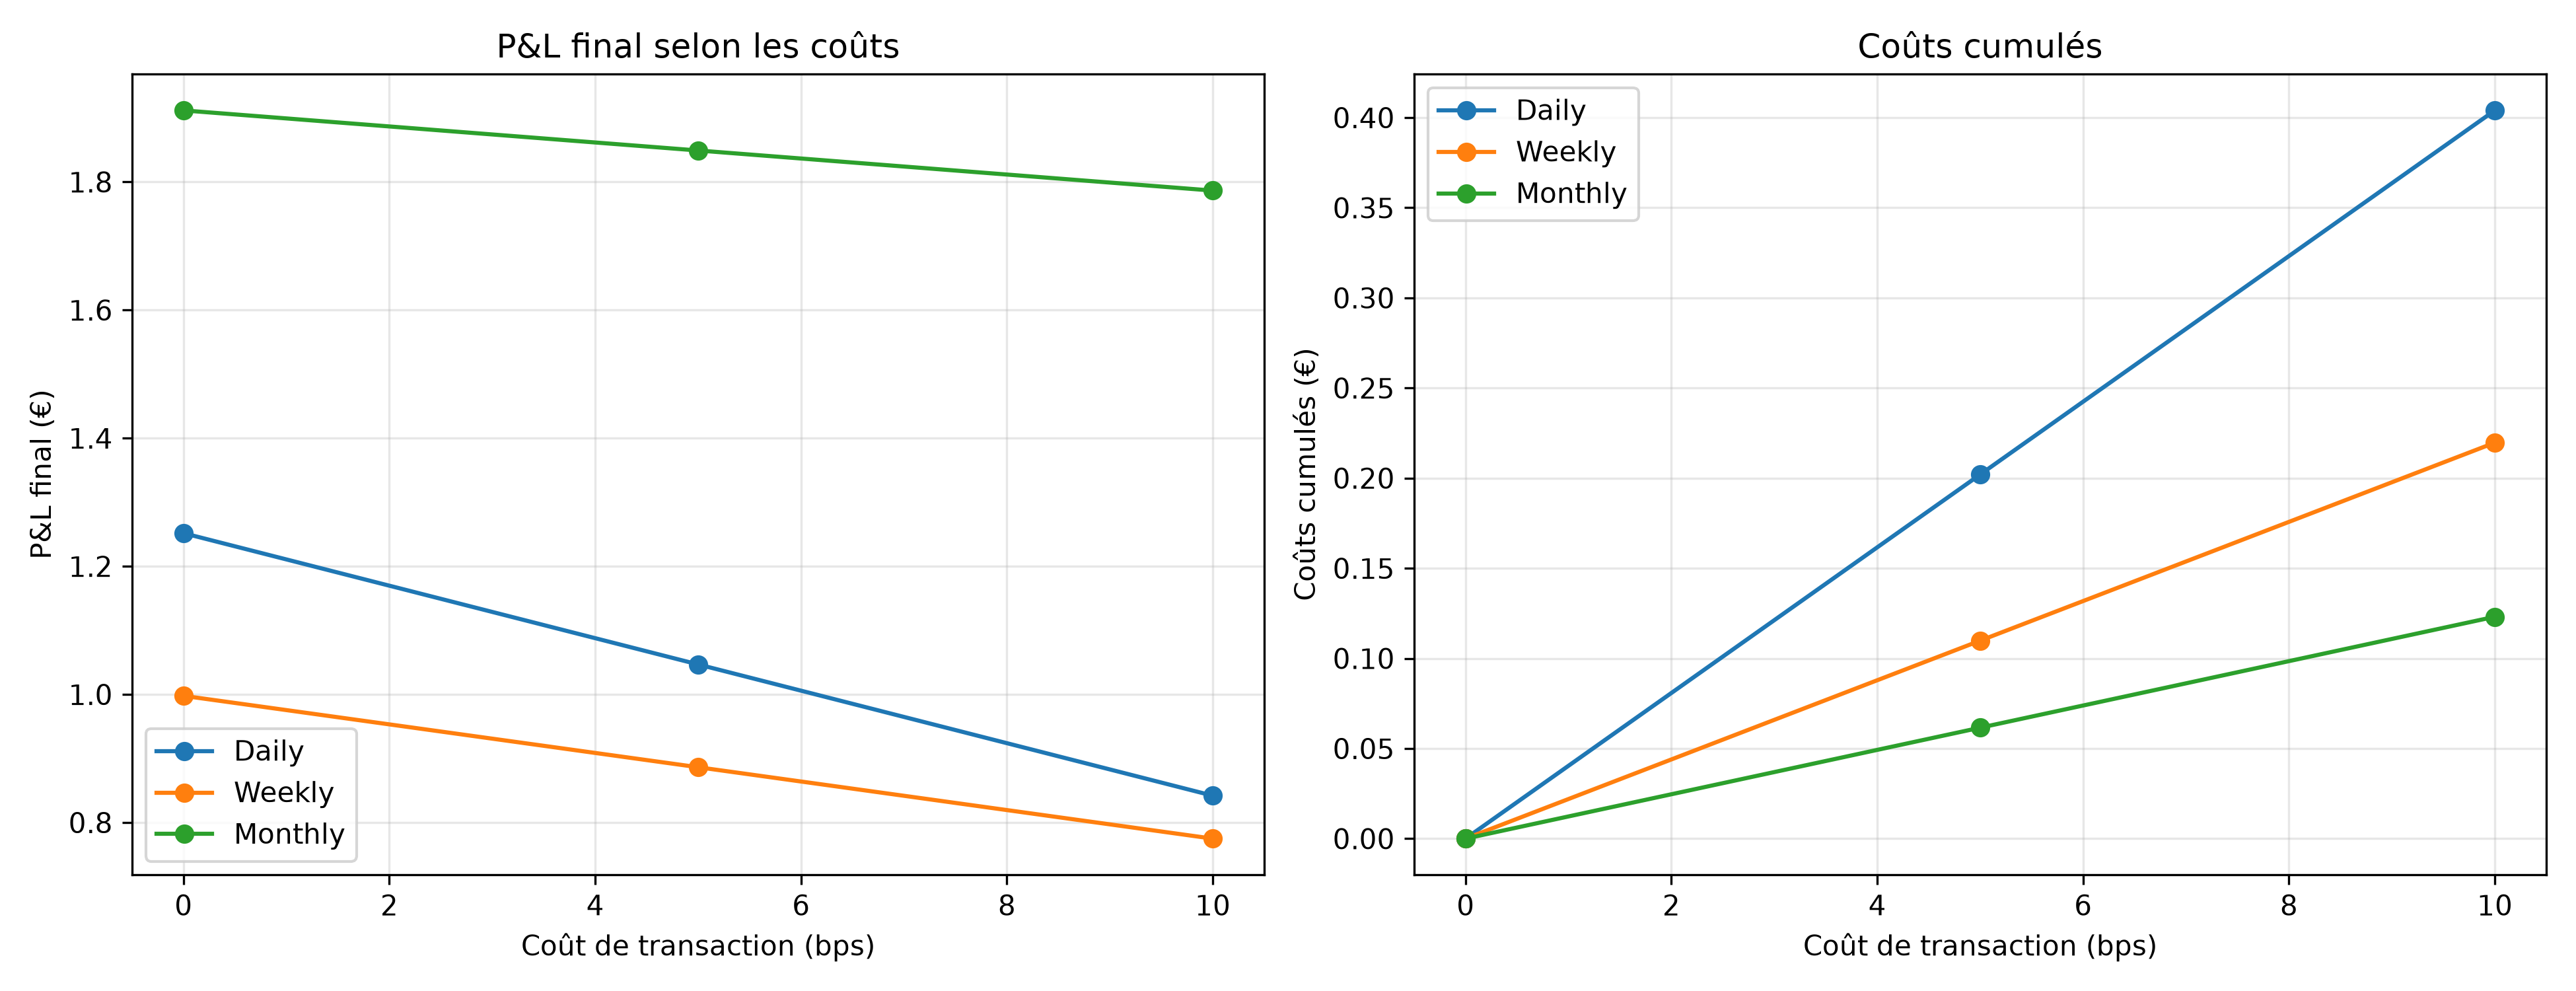 P&L final selon les coûts
P&L final (€)
1.8
1.6
1.4
1.2
1.0
0.8
Daily
Weekly
Monthly
0 2 4 6 8 10
Coût de transaction (bps)
Coûts cumulés
Coûts cumulés (€)
0.40
0.35
0.30
0.25
0.20
0.15
0.10
0.05
0.00
Daily
Weekly
Monthly
0 2 4 6 8 10
Coût de transaction (bps)